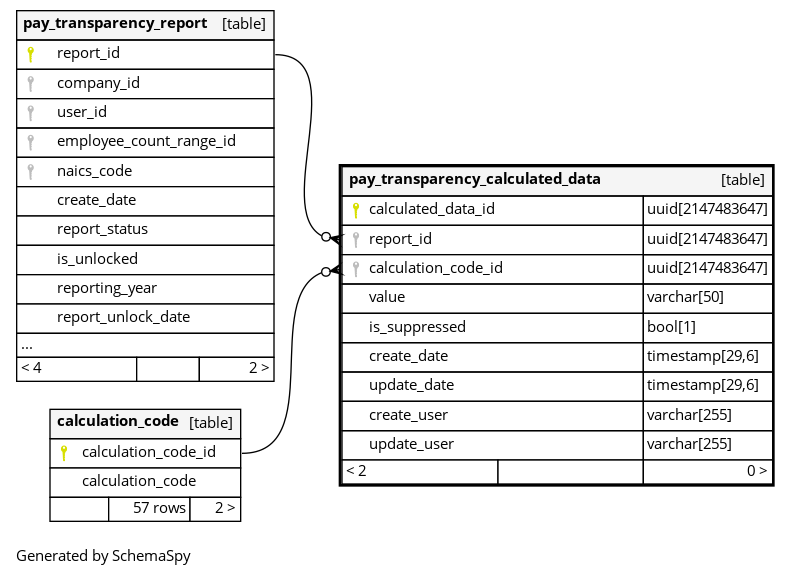 pay_transparency_report [table]
report_id
company_id
user_id
employee_count_range_id
naics_code
create_date
report_status
is_unlocked
reporting_year
report_unlock_date
...
< 4 2 >
pay_transparency_calculated_data [table]
calculated_data_id uuid[2147483647]
report_id uuid[2147483647]
calculation_code_id uuid[2147483647]
value varchar[50]
is_suppressed bool[1]
create_date timestamp[29,6]
update_date timestamp[29,6]
create_user varchar[255]
update_user varchar[255]
< 2 0 >
calculation_code [table]
calculation_code_id
calculation_code
57 rows 2 >
Generated by SchemaSpy